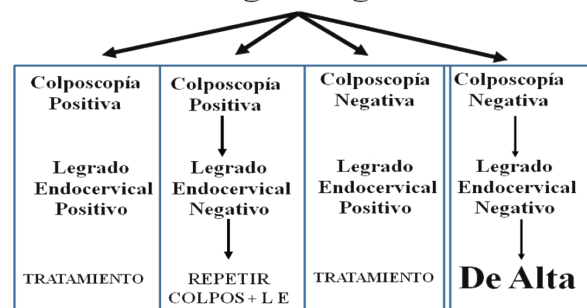 Colposcopía
Positiva
Legrado
Endocervical
Positivo
TRATAMIENTO
Colposcopía
Positiva
Legrado
Endocervical
Negativo
REPETIR
COLPOS + L E
Colposcopía
Negativa
Legrado
Endocervical
Positivo
TRATAMIENTO
Colposcopía
Negativa
Legrado
Endocervical
Negativo
De Alta